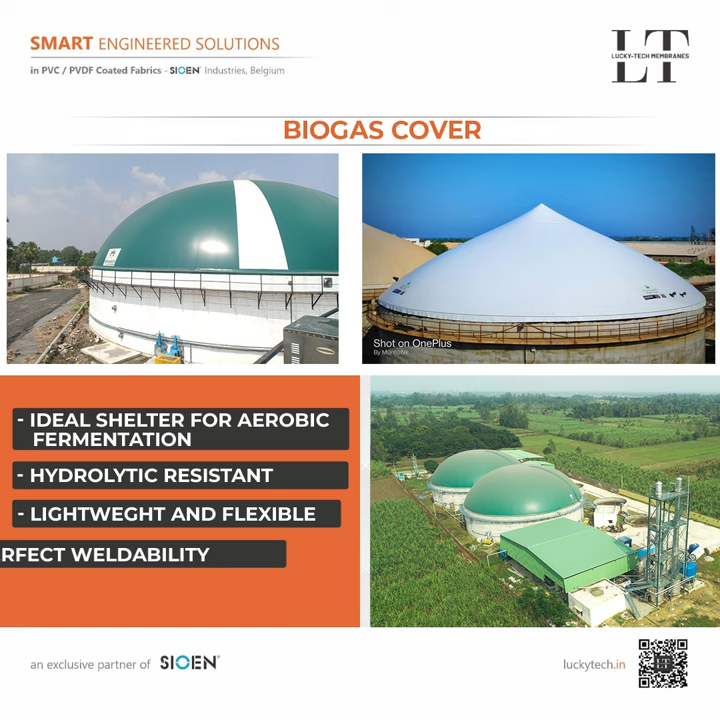 SMART ENGINEERED SOLUTIONS
in PVC / PVDF Coated Fabrics - SIOEN® Industries, Belgium
LT
LUCKY-TECH MEMBRANES
BIOGAS COVER
Shot on OnePlus
- IDEAL SHELTER FOR AEROBIC
FERMENTATION
- HYDROLYTIC RESISTANT
- LIGHTWEGHT AND FLEXIBLE
RFECT WELDABILITY
an exclusive partner of SIOEN®
luckytech.in